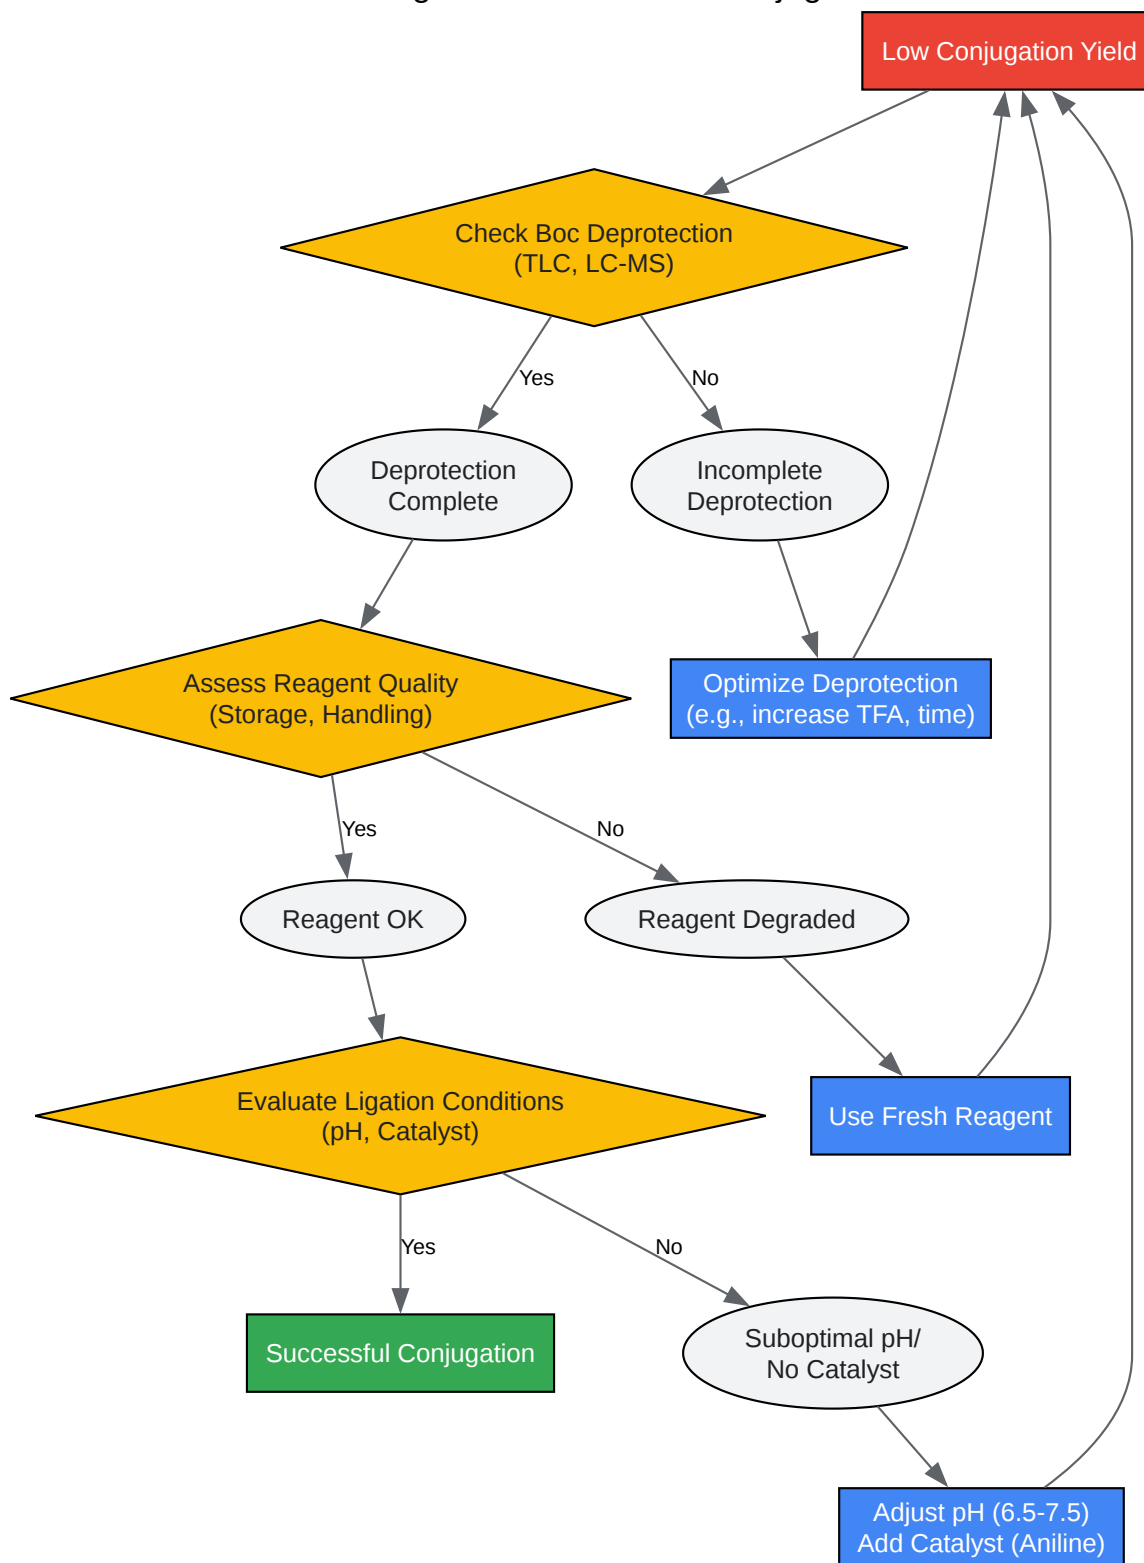 Low Conjugation Yield
Check Boc Deprotection
(TLC, LC-MS)
Yes
No
Deprotection
Complete
Incomplete
Deprotection
Assess Reagent Quality
(Storage, Handling)
Optimize Deprotection
(e.g., increase TFA, time)
Yes
No
Reagent OK
Reagent Degraded
Evaluate Ligation Conditions
(pH, Catalyst)
Use Fresh Reagent
Yes
No
Successful Conjugation
Suboptimal pH/
No Catalyst
Adjust pH (6.5-7.5)
Add Catalyst (Aniline)